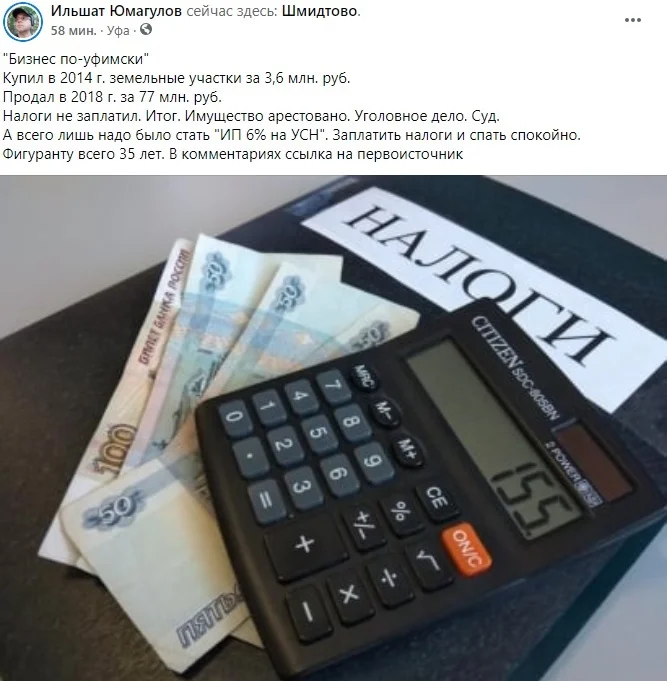 Ильшат Юмагулов сейчас здесь: Шмидтово.
58 мин. · Уфа ·
"Бизнес по-уфимски"
Купил в 2014 г. земельные участки за 3,6 млн. руб.
Продал в 2018 г. за 77 млн. руб.
Налоги не заплатил. Итог. Имущество арестовано. Уголовное дело. Суд.
А всего лишь надо было стать "ИП 6% на УСН". Заплатить налоги и спать спокойно.
Фигуранту всего 35 лет. В комментариях ссылка на первоисточник
НАЛОГИ
БИЛЕТ БАНКА РОССИИ
50
50
50
100
50
CITIZEN SDC-805BN
2 POWER
155
MRC
M-
M+
7
4
1
0
8
5
2
.
9
6
3
=
CE
%
+/-
+
ON/C
√
÷
×
−